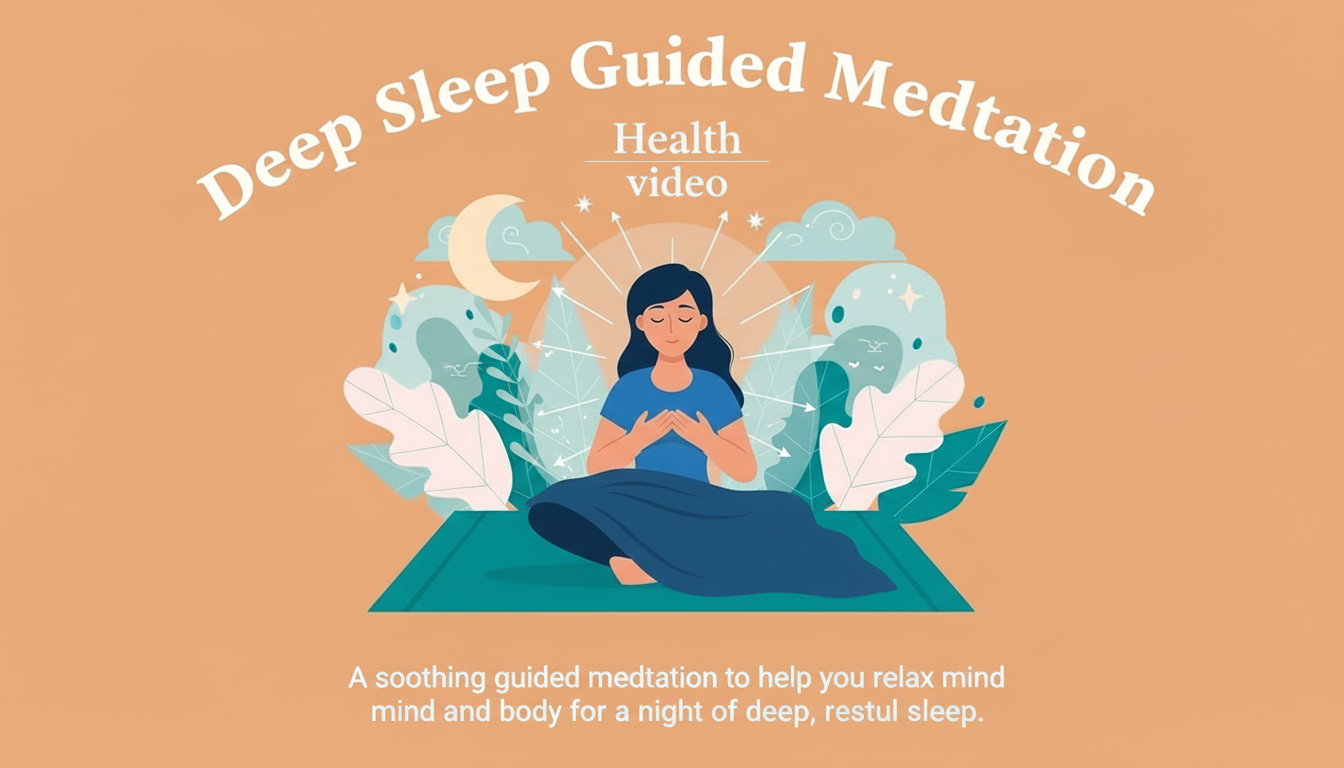 Deep Sleep Guided Medtation
Health
video
A soothing guided medtation to help you relax mind
mind and body for a night of deep, restul sleep.